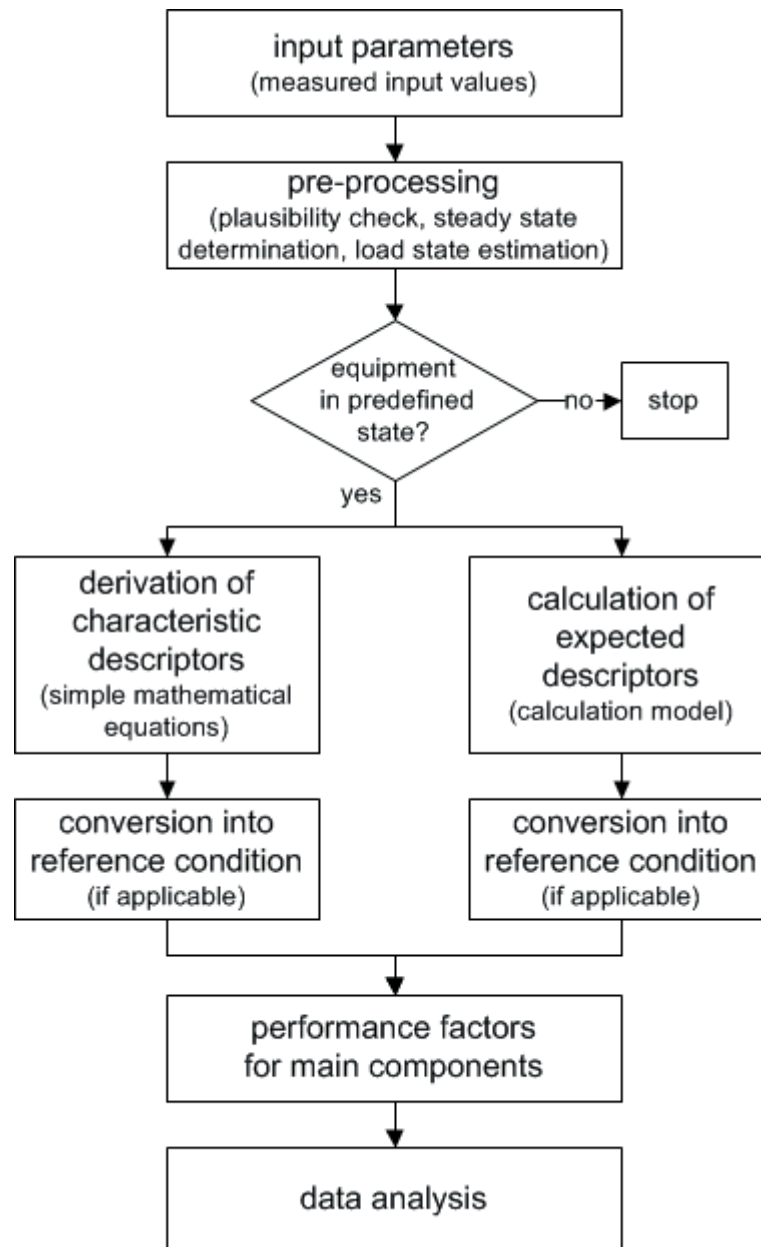 input parameters
(measured input values)
pre-processing
(plausibility check, steady state
determination, load state estimation)
equipment
in predefined
state?
no
stop
yes
derivation of
characteristic
descriptors
(simple mathematical
equations)
calculation of
expected
descriptors
(calculation model)
conversion into
reference condition
(if applicable)
conversion into
reference condition
(if applicable)
performance factors
for main components
data analysis